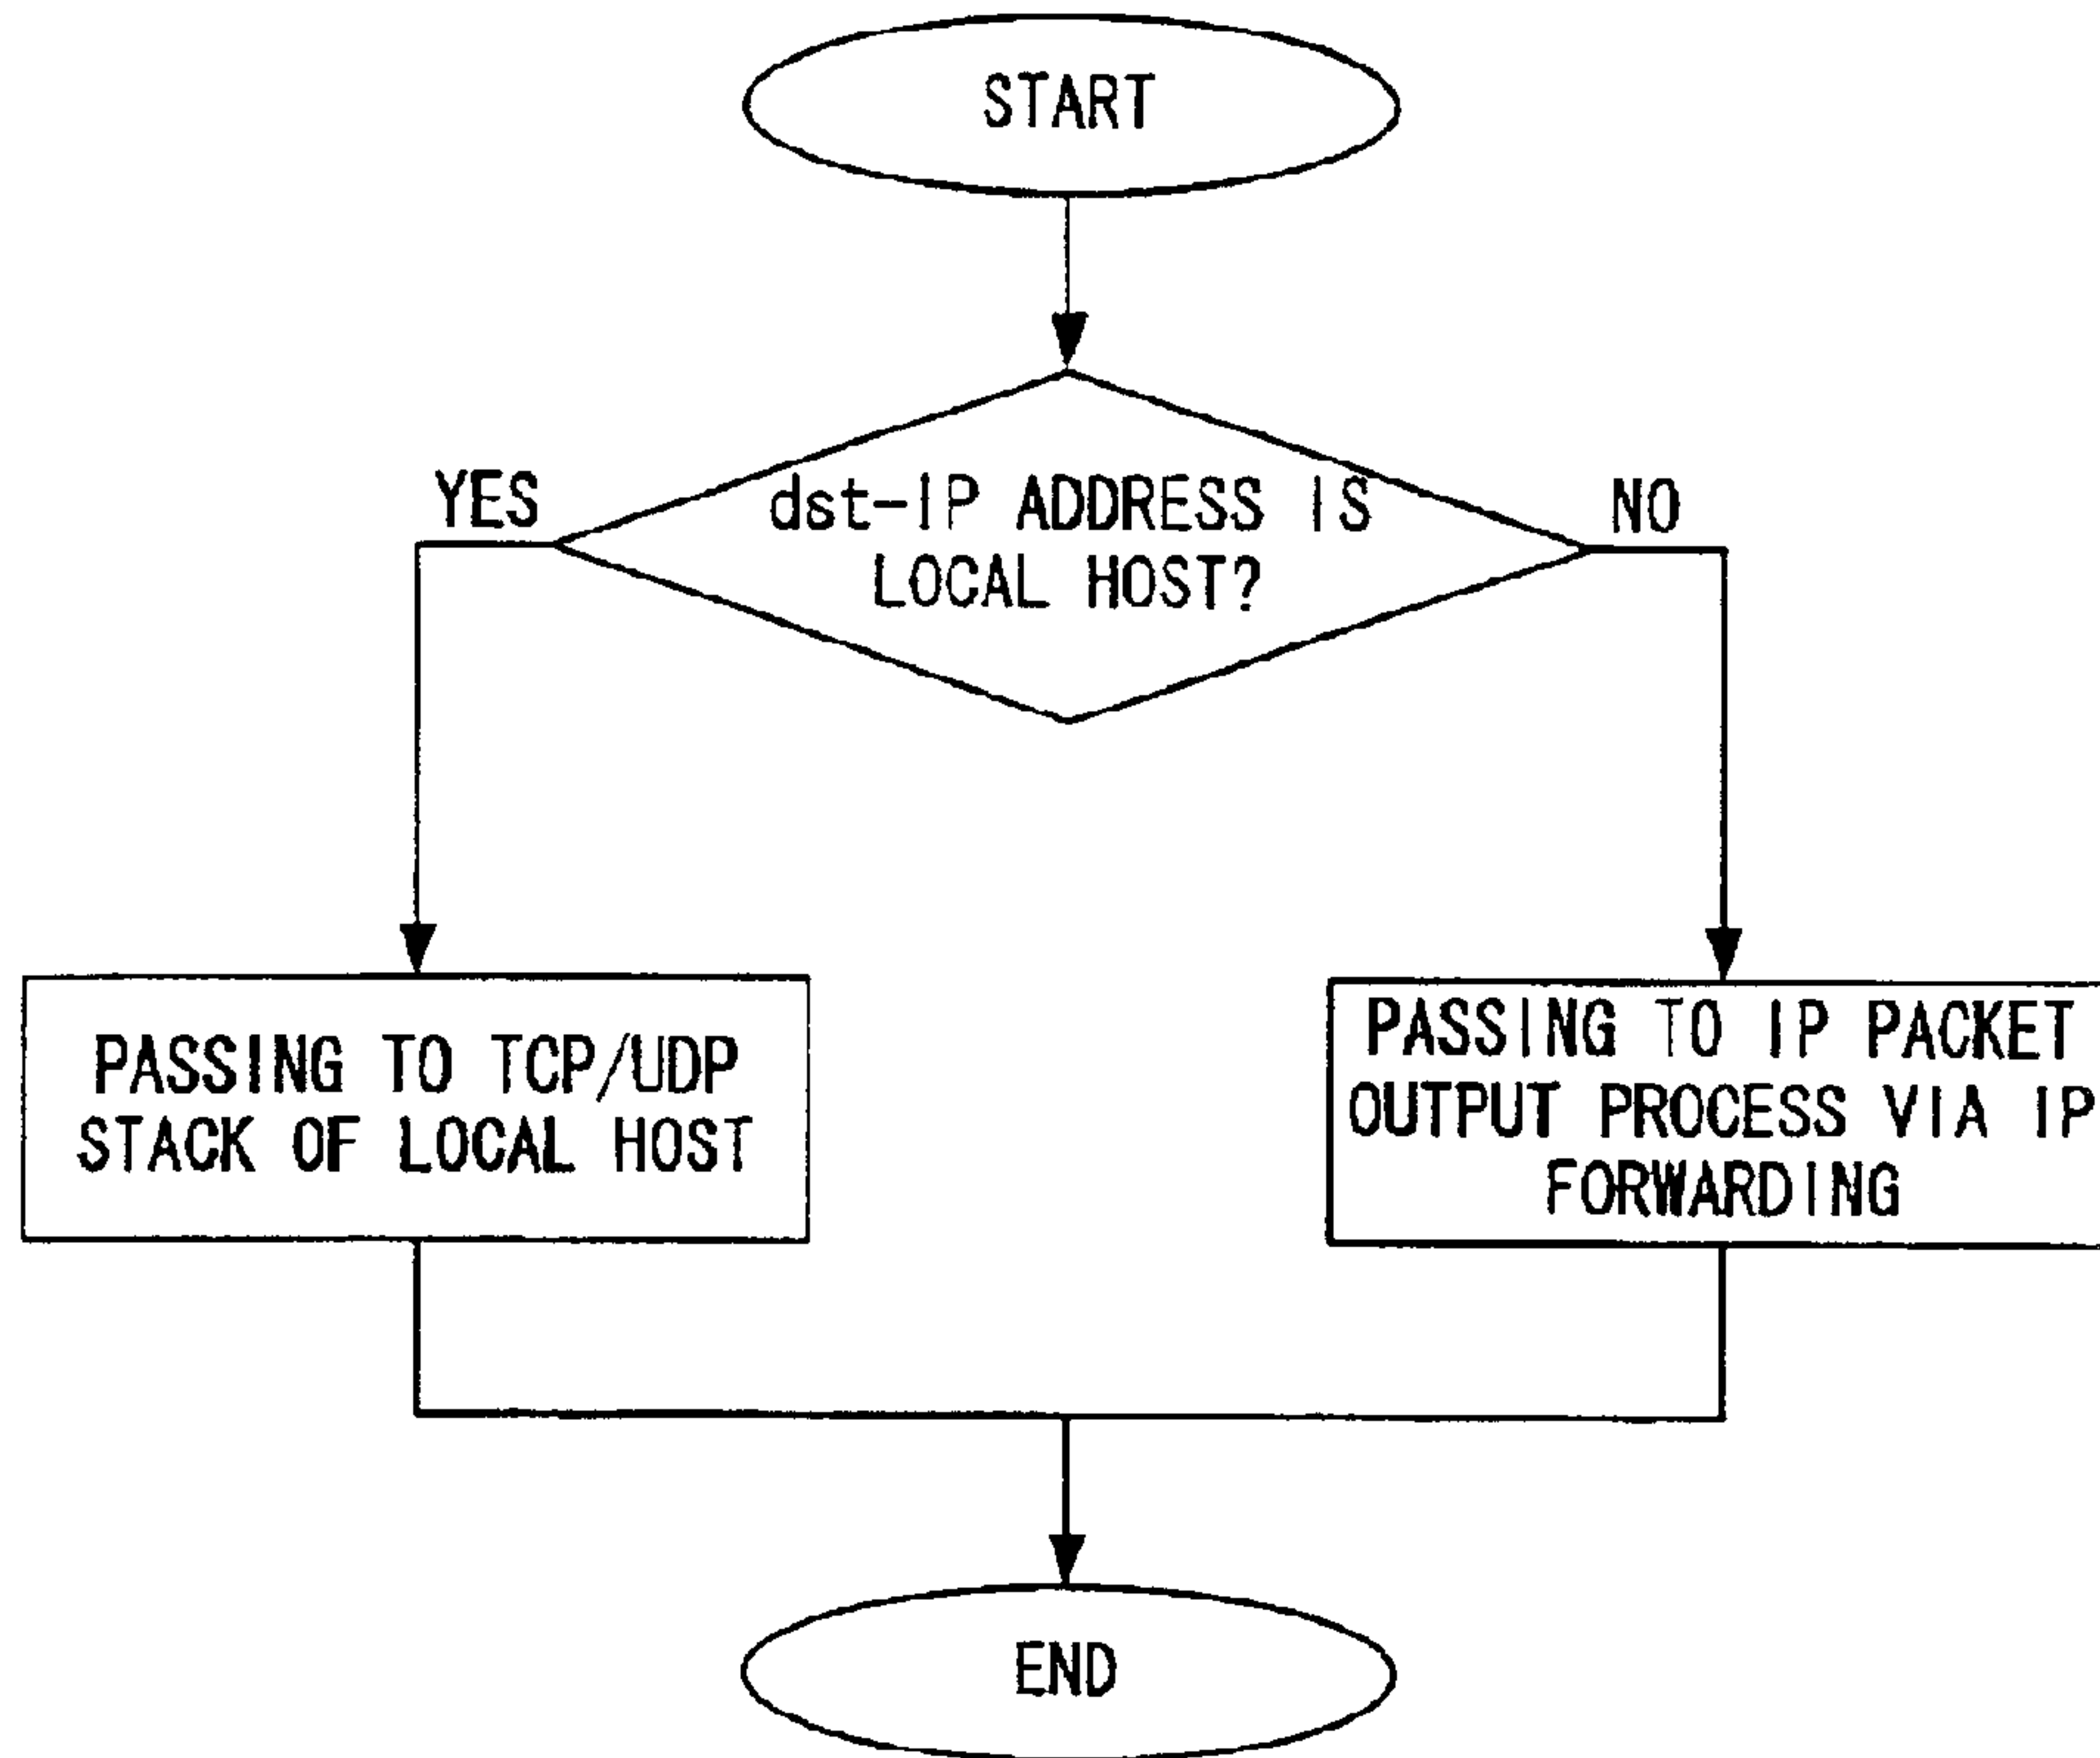 START
dst-IP ADDRESS IS
LOCAL HOST?
YES
NO
PASSING TO TCP/UDP
STACK OF LOCAL HOST
PASSING TO IP PACKET
OUTPUT PROCESS VIA IP
FORWARDING
END